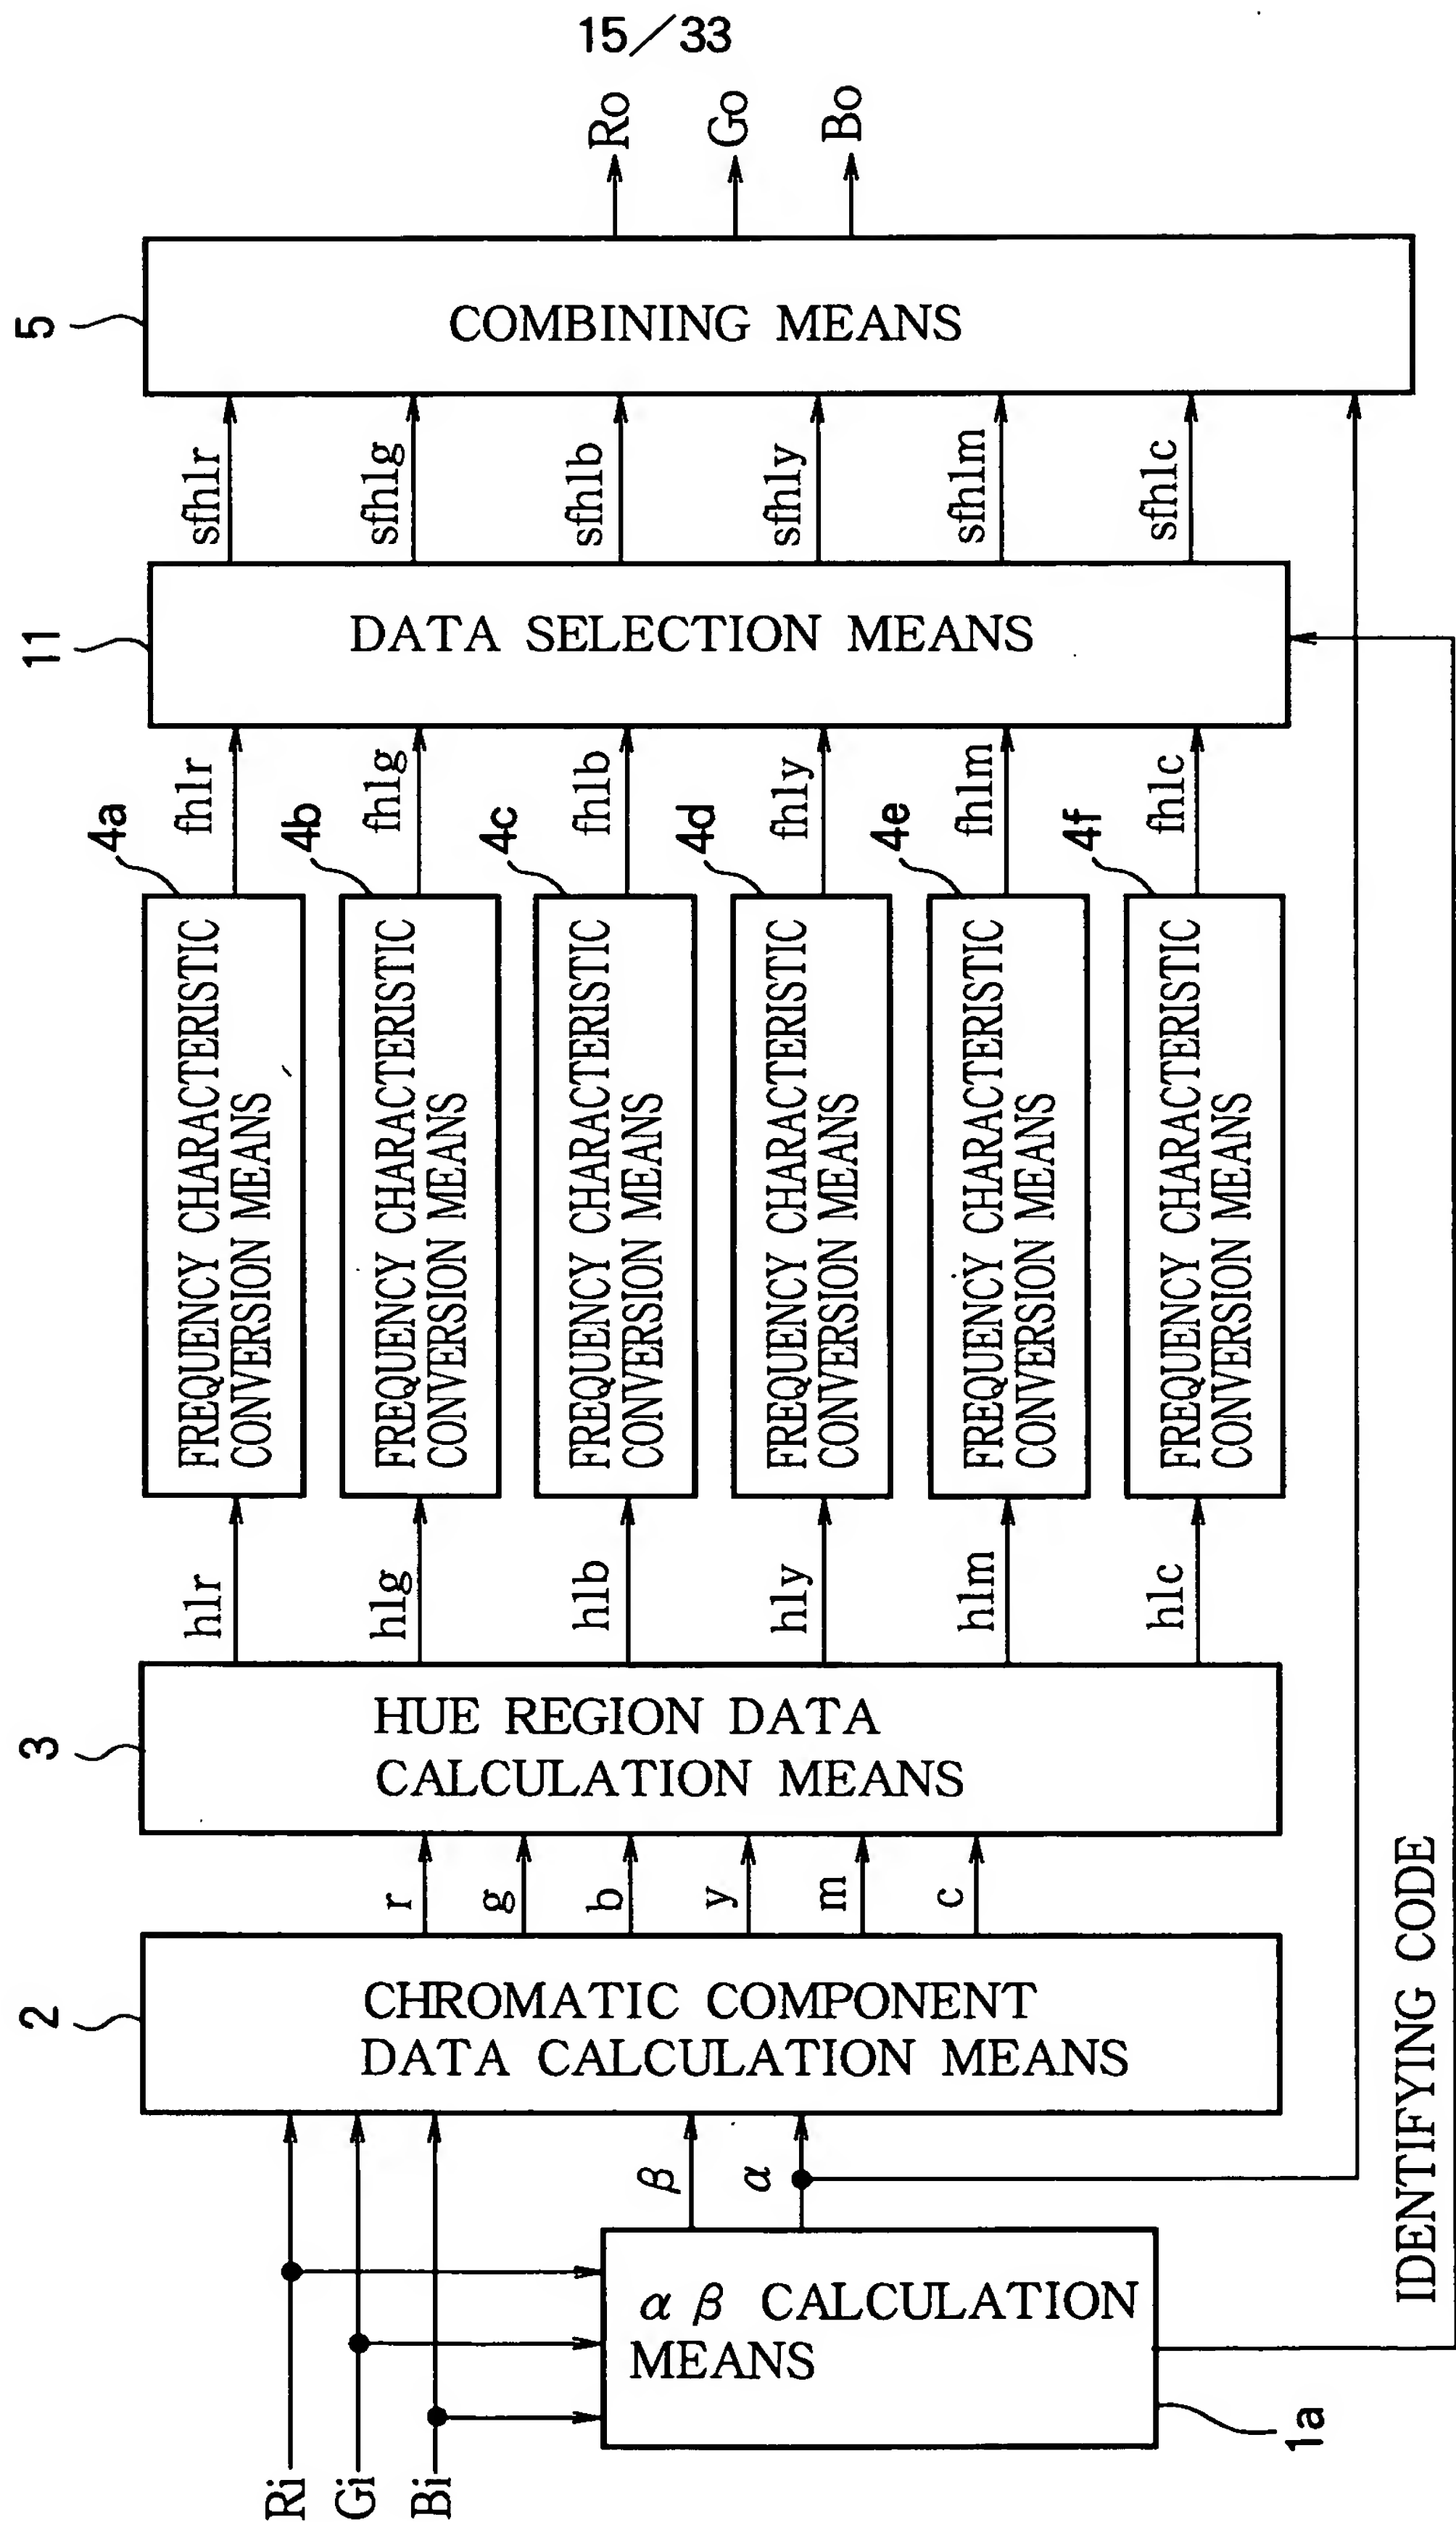 15/33
Ri
Gi
Bi
α β CALCULATION
MEANS
1a
β
α
IDENTIFYING CODE
2
CHROMATIC COMPONENT
DATA CALCULATION MEANS
r
g
b
y
m
c
3
HUE REGION DATA
CALCULATION MEANS
hlr
hlg
hlb
hly
hlm
hlc
4a
FREQUENCY CHARACTERISTIC
CONVERSION MEANS
4b
FREQUENCY CHARACTERISTIC
CONVERSION MEANS
4c
FREQUENCY CHARACTERISTIC
CONVERSION MEANS
4d
FREQUENCY CHARACTERISTIC
CONVERSION MEANS
4e
FREQUENCY CHARACTERISTIC
CONVERSION MEANS
4f
FREQUENCY CHARACTERISTIC
CONVERSION MEANS
fhlr
fhlg
fhlb
fhly
fhlm
fhlc
11
DATA SELECTION MEANS
sfhlr
sfhlg
sfhlb
sfhly
sfhlm
sfhlc
5
COMBINING MEANS
Ro
Go
Bo